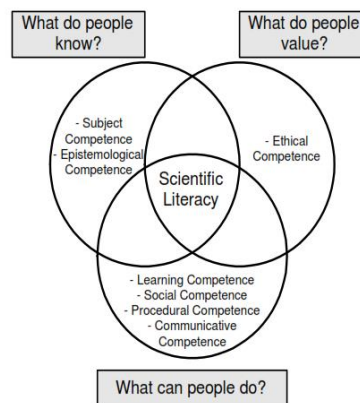 What do people
know?
What do people
value?
- Subject
Competence
- Epistemological
Competence
- Ethical
Competence
Scientific
Literacy
- Learning Competence
- Social Competence
- Procedural Competence
- Communicative
Competence
What can people do?